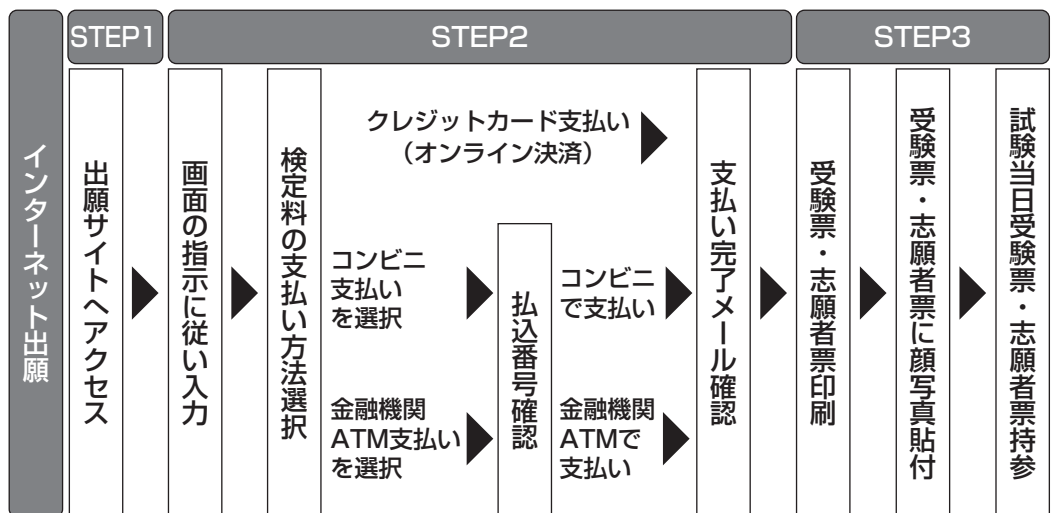 インターネット出願
STEP1
STEP2
STEP3
出願サイトへアクセス
画面の指示に従い入力
検定料の支払い方法選択
クレジットカード支払い
（オンライン決済）
コンビニ
支払い
を選択
金融機関
ATM支払い
を選択
払込番号確認
コンビニ
で支払い
金融機関
ATMで
支払い
支払い完了メール確認
受験票・志願者票印刷
受験票・志願者票に顔写真貼付
試験当日受験票・志願者票持参